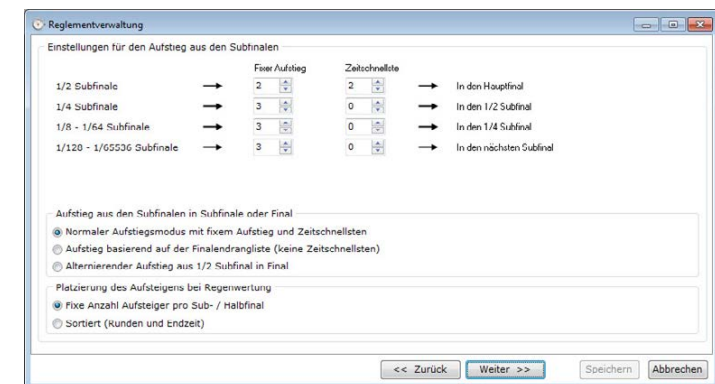 Reglementverwaltung
Einstellungen für den Aufstieg aus den Subfinalen
Fixer Aufstieg Zeitschnellste
1/2 Subfinale 2 2 In den Hauptfinal
1/4 Subfinale 3 0 In den 1/2 Subfinal
1/8 - 1/64 Subfinale 3 0 In den 1/4 Subfinal
1/128 - 1/65536 Subfinale 3 0 In den nächsten Subfinal
Aufstieg aus den Subfinalen in Subfinale oder Final
Normaler Aufstiegsmodus mit fixem Aufstieg und Zeitschnellsten
Aufstieg basierend auf der Finalendrangliste (keine Zeitschnellsten)
Alternierender Aufstieg aus 1/2 Subfinal in Final
Platzierung des Aufsteigens bei Regenwertung
Fixe Anzahl Aufsteiger pro Sub- / Halbfinal
Sortiert (Runden und Endzeit)
<< Zurück Weiter >> Speichern Abbrechen